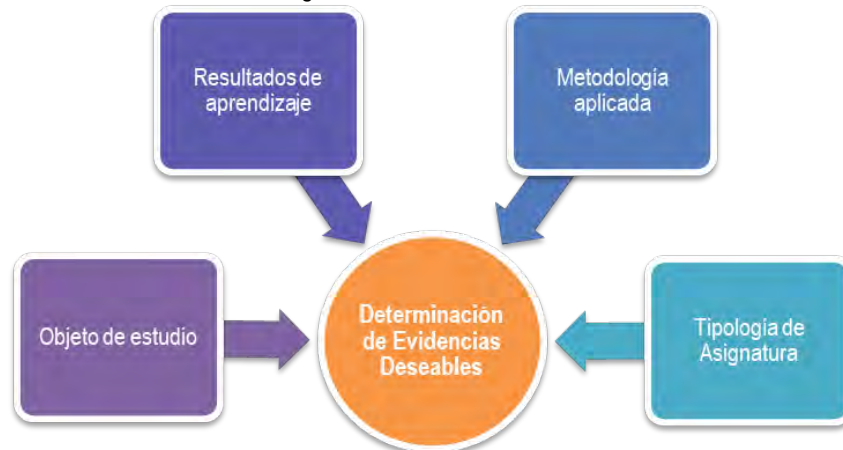 Resultados de
aprendizaje
Metodología
aplicada
Objeto de estudio
Determinación
de Evidencias
Deseables
Tipología de
Asignatura